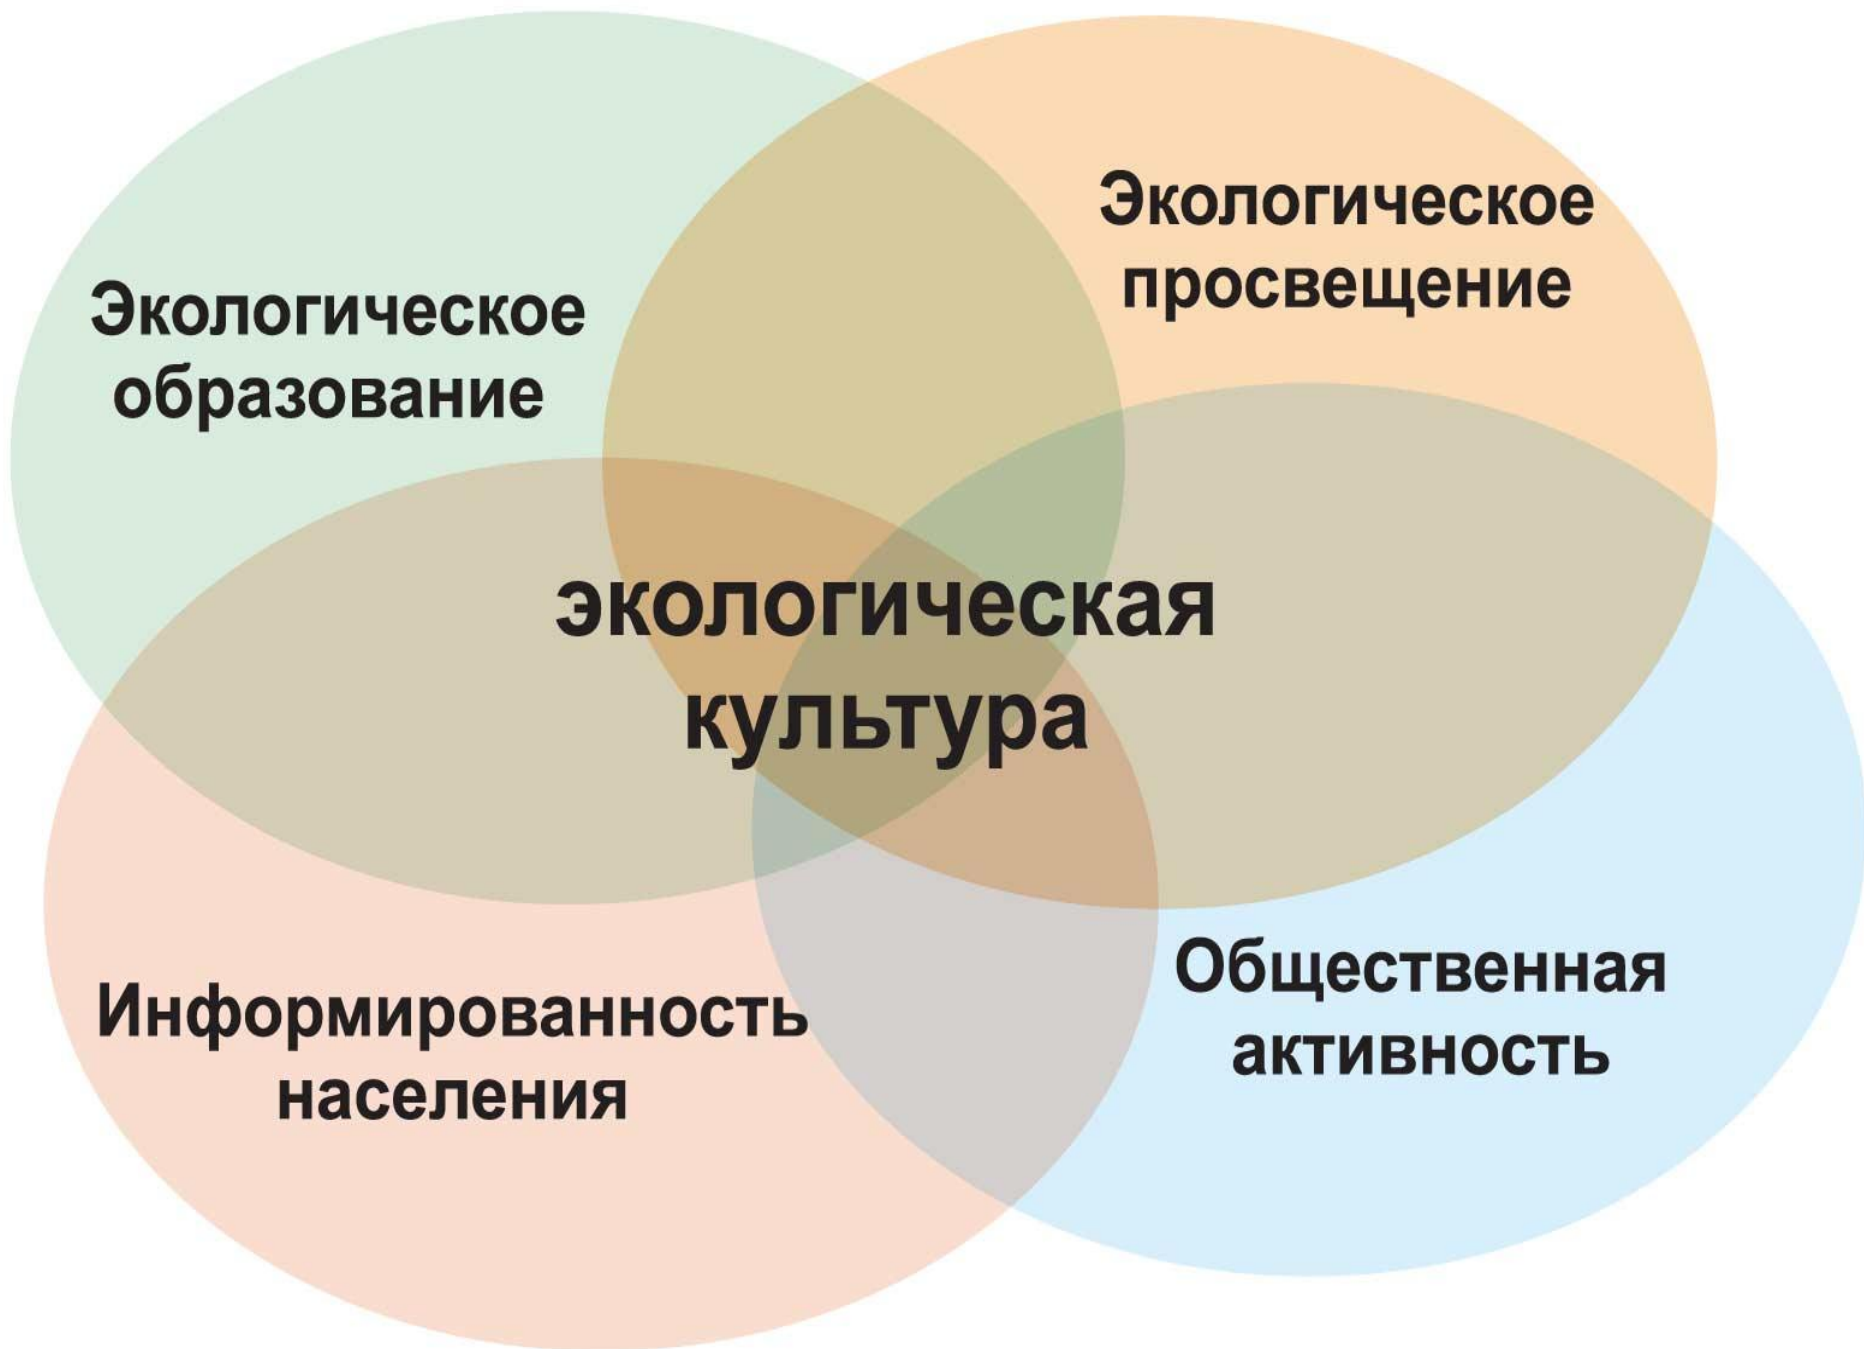 Экологическое
образование
Экологическое
просвещение
экологическая
культура
Информированность
населения
Общественная
активность